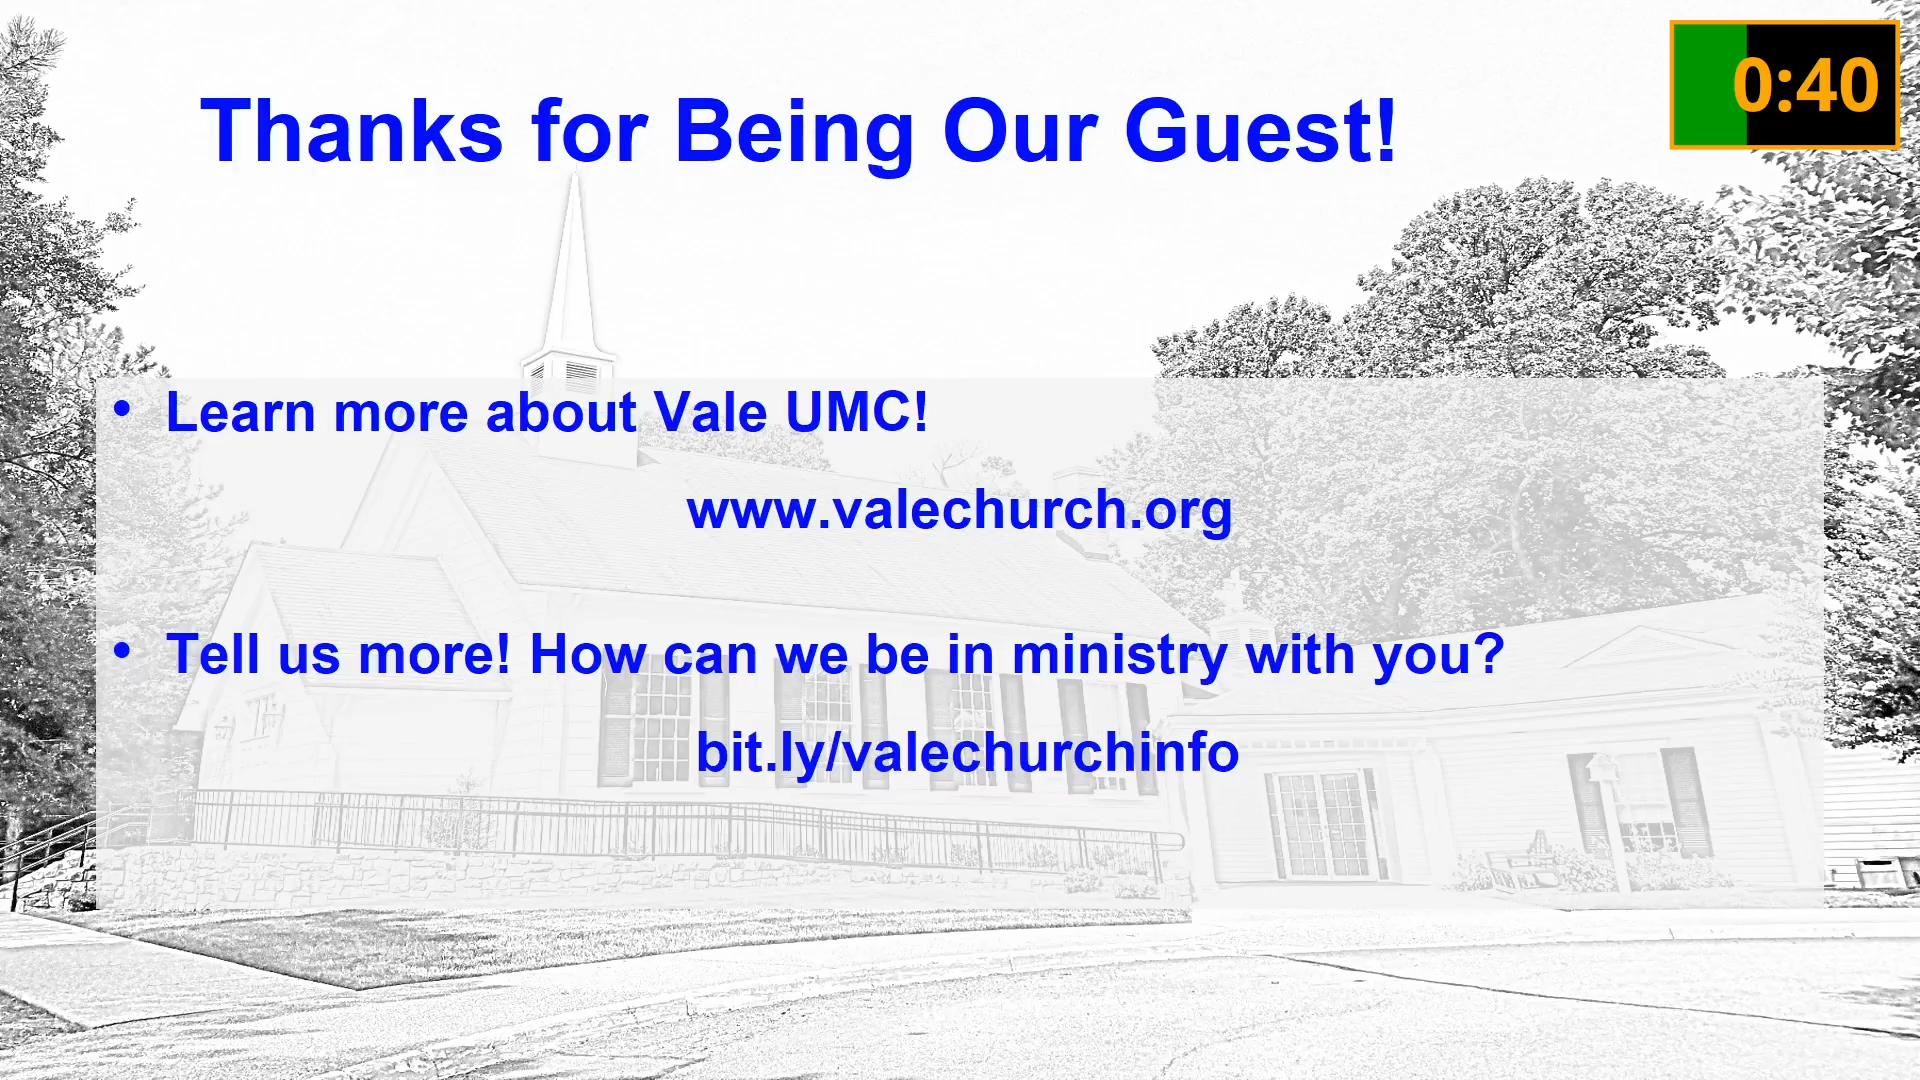 0:40
Thanks for Being Our Guest!
• Learn more about Vale UMC!
www.valechurch.org
• Tell us more! How can we be in ministry with you?
bit.ly/valechurchinfo